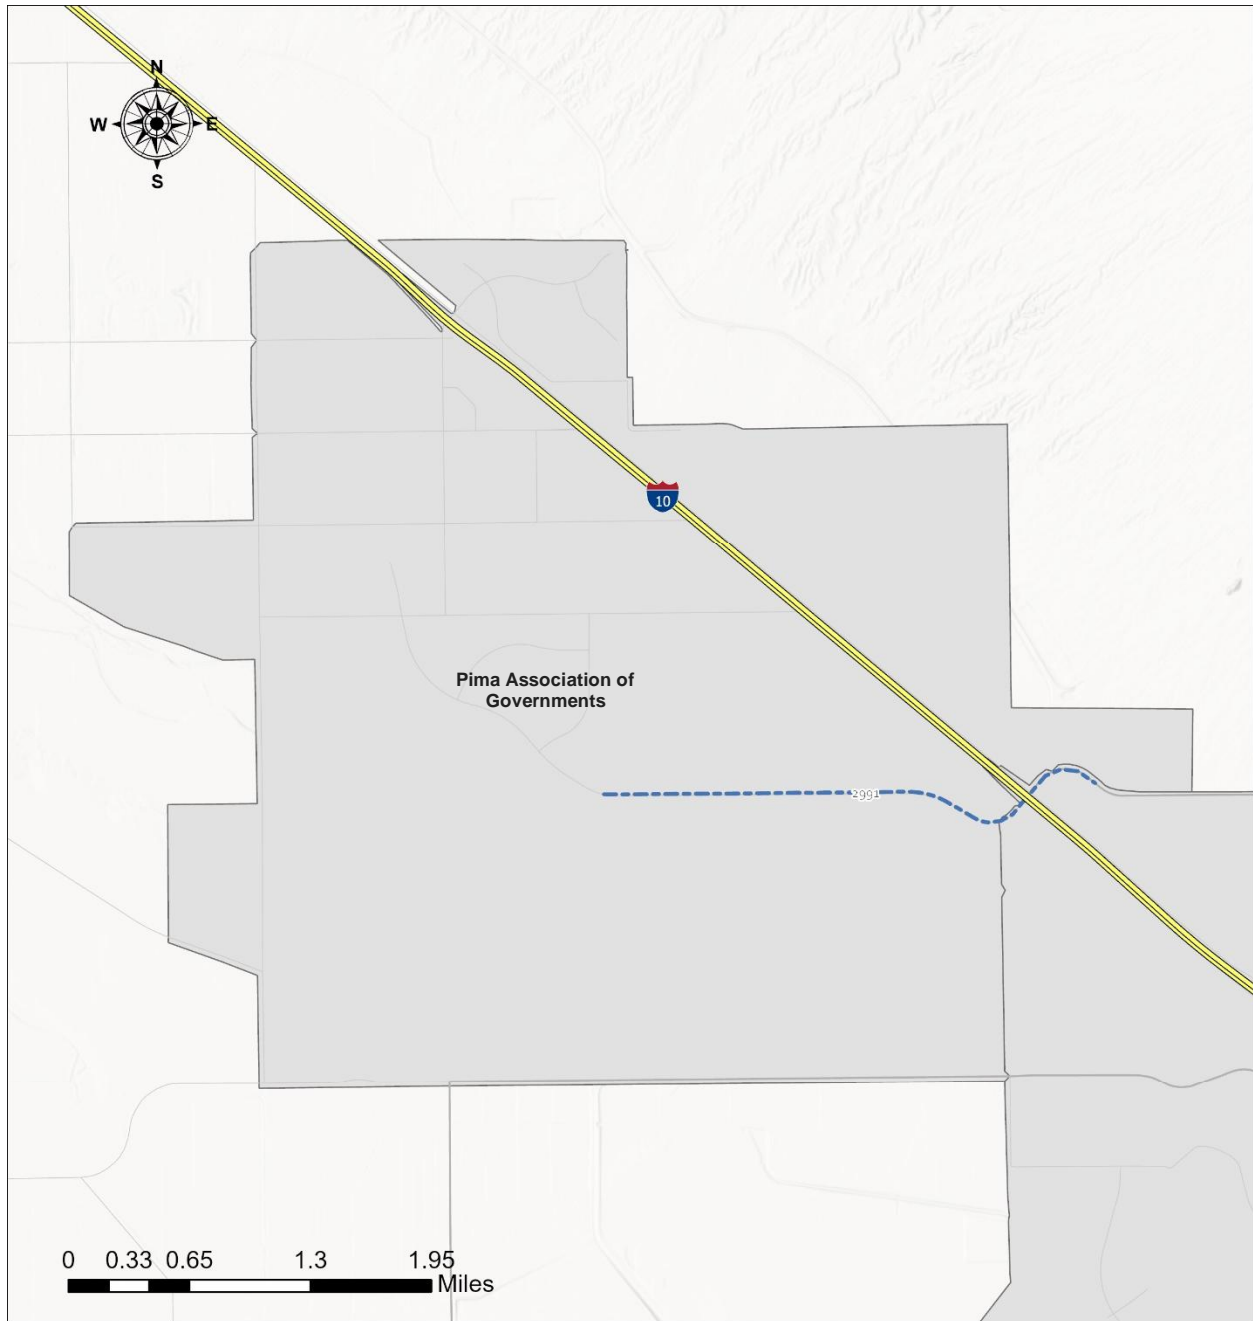 N
W E
S
10
Pima Association of
Governments
2991
0 0.33 0.65 1.3 1.95
Miles